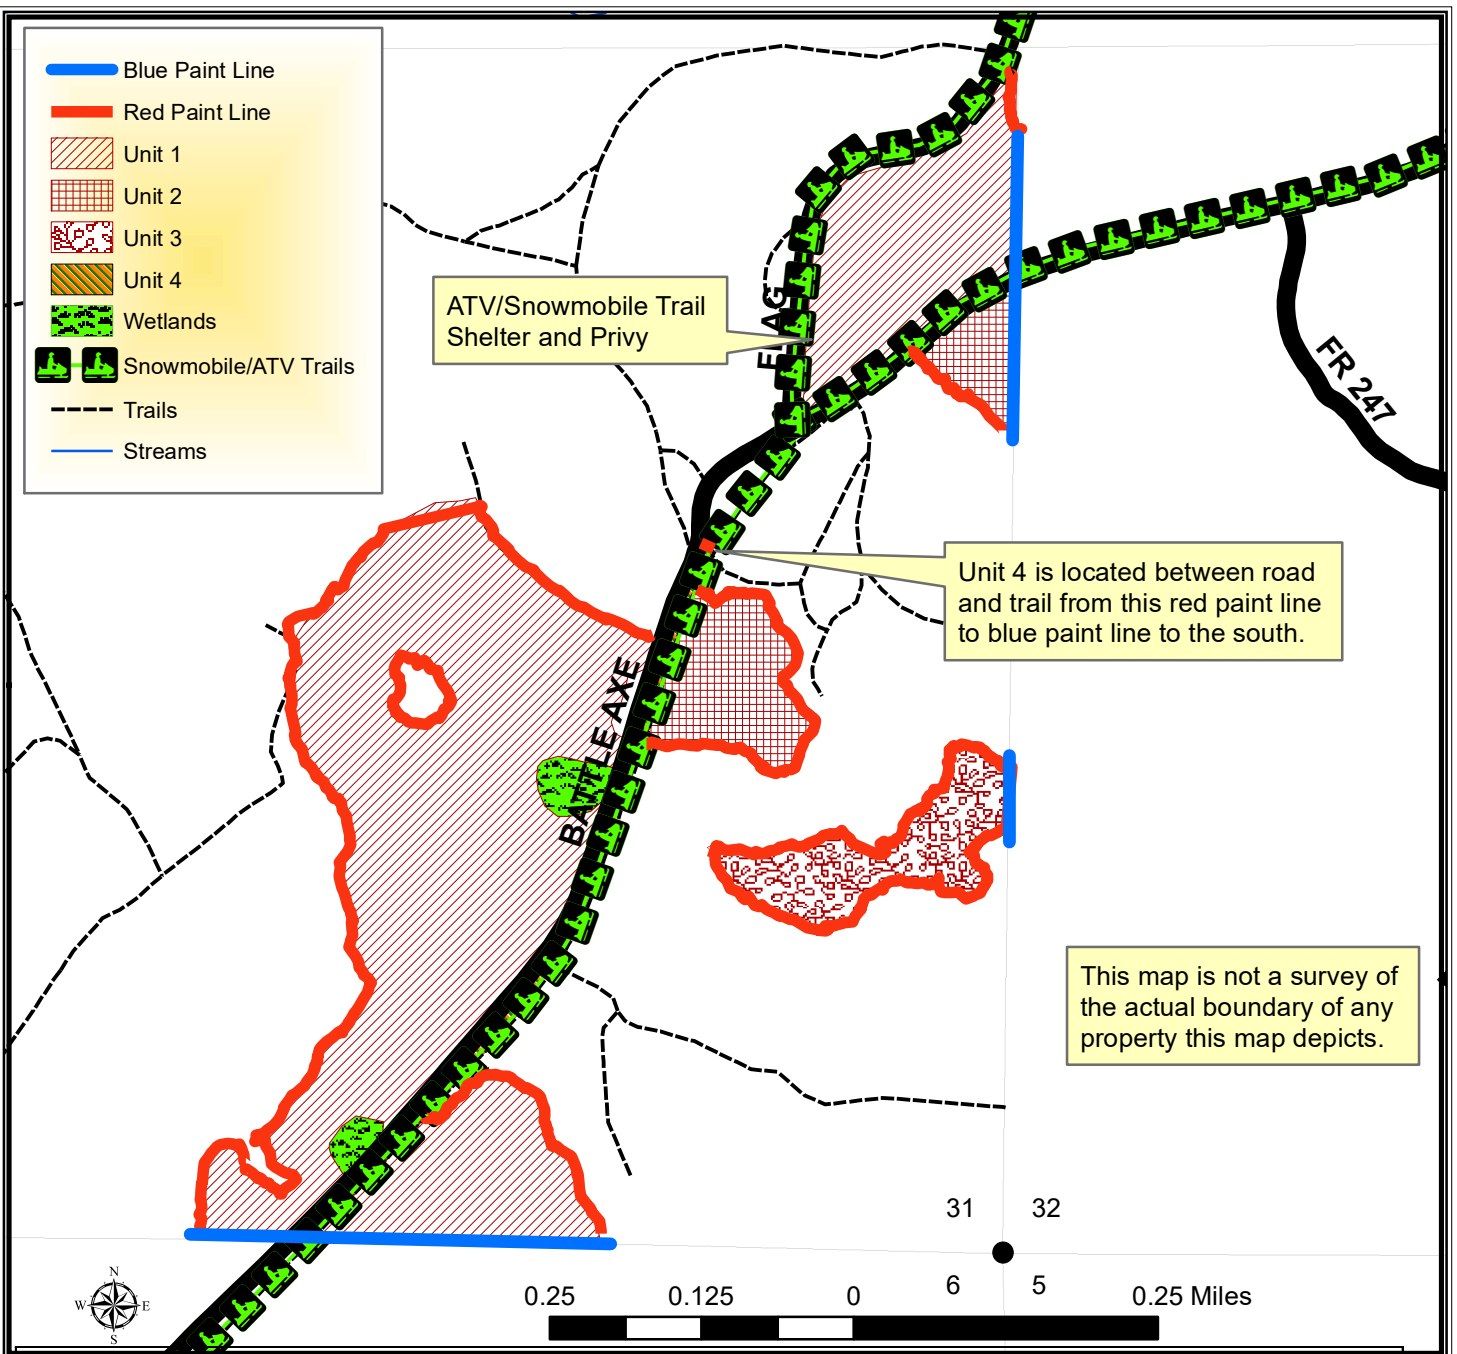 Blue Paint Line
Red Paint Line
Unit 1
Unit 2
Unit 3
Unit 4
Wetlands
Snowmobile/ATV Trails
Trails
Streams
ATV/Snowmobile Trail
Shelter and Privy
FLAG
FR 247
Unit 4 is located between road
and trail from this red paint line
to blue paint line to the south.
BATTLE AXE
This map is not a survey of
the actual boundary of any
property this map depicts.
31 32
6 5
N
W E
S
0.25 0.125 0 0.25 Miles